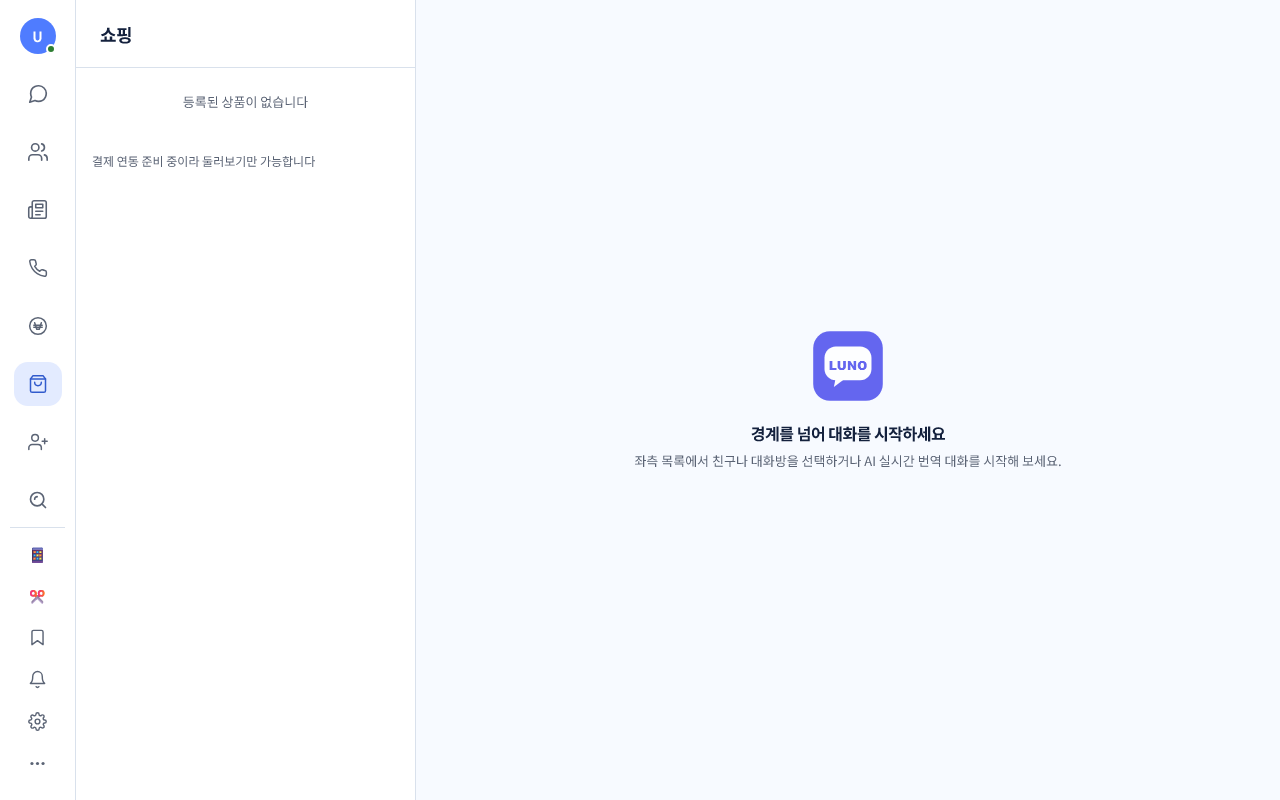 U
쇼핑
등록된 상품이 없습니다
결제 연동 준비 중이라 둘러보기만 가능합니다
LUNO
경계를 넘어 대화를 시작하세요
좌측 목록에서 친구나 대화방을 선택하거나 AI 실시간 번역 대화를 시작해 보세요.